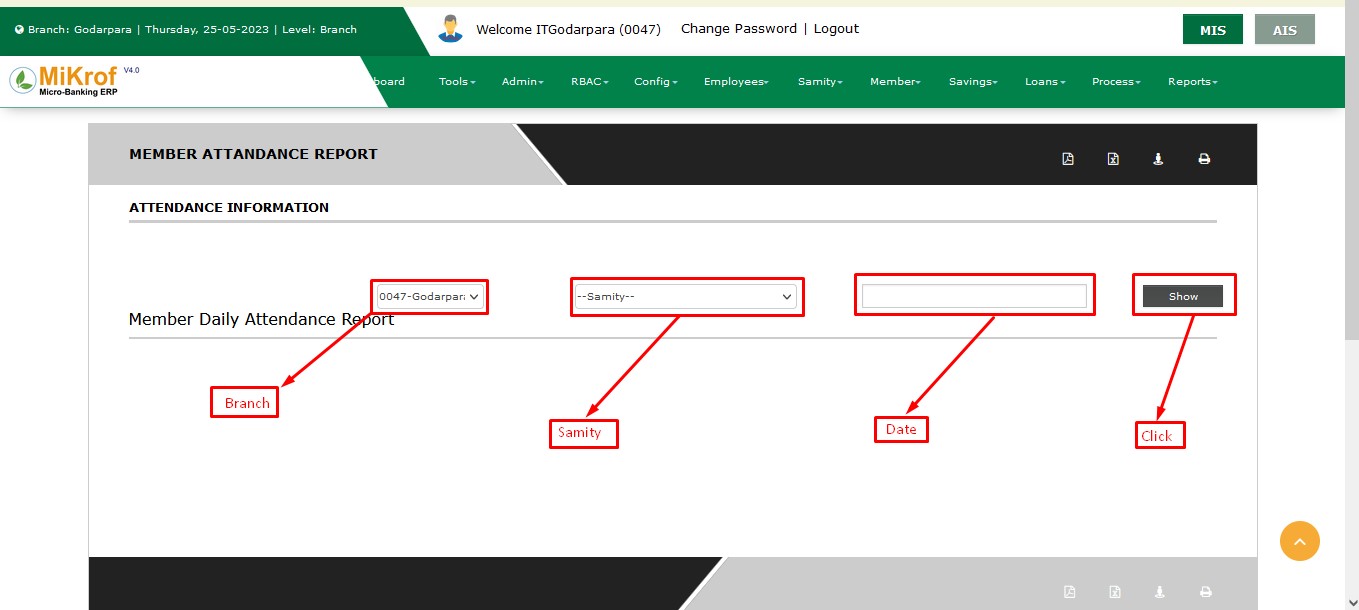 Branch: Godarpara | Thursday, 25-05-2023 | Level: Branch
Welcome ITGodarpara (0047)
Change Password | Logout
MIS
AIS
MiKrof V4.0
Micro-Banking ERP
board
Tools
Admin
RBAC
Config
Employees
Samity
Member
Savings
Loans
Process
Reports
MEMBER ATTANDANCE REPORT
ATTENDANCE INFORMATION
0047-Godarpar
--Samity--
Show
Member Daily Attendance Report
Branch
Samity
Date
Click